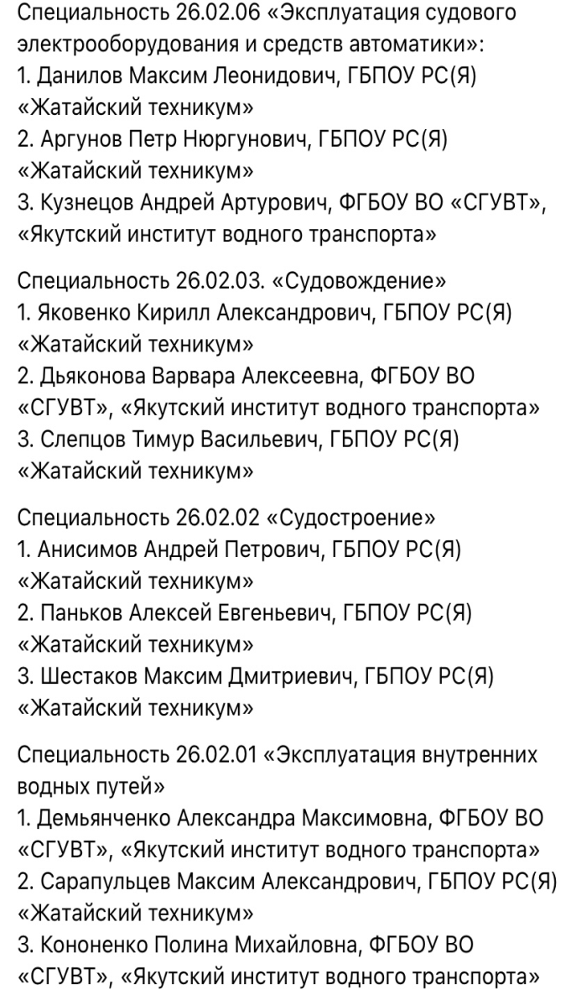 Специальность 26.02.06 «Эксплуатация судового
электрооборудования и средств автоматики»:
1. Данилов Максим Леонидович, ГБПОУ РС(Я)
«Жатайский техникум»
2. Аргунов Петр Нюргунович, ГБПОУ РС(Я)
«Жатайский техникум»
3. Кузнецов Андрей Артурович, ФГБОУ ВО «СГУВТ»,
«Якутский институт водного транспорта»
Специальность 26.02.03. «Судовождение»
1. Яковенко Кирилл Александрович, ГБПОУ РС(Я)
«Жатайский техникум»
2. Дьяконова Варвара Алексеевна, ФГБОУ ВО
«СГУВТ», «Якутский институт водного транспорта»
3. Слепцов Тимур Васильевич, ГБПОУ РС(Я)
«Жатайский техникум»
Специальность 26.02.02 «Судостроение»
1. Анисимов Андрей Петрович, ГБПОУ РС(Я)
«Жатайский техникум»
2. Паньков Алексей Евгеньевич, ГБПОУ РС(Я)
«Жатайский техникум»
3. Шестаков Максим Дмитриевич, ГБПОУ РС(Я)
«Жатайский техникум»
Специальность 26.02.01 «Эксплуатация внутренних
водных путей»
1. Демьянченко Александра Максимовна, ФГБОУ ВО
«СГУВТ», «Якутский институт водного транспорта»
2. Сарапульцев Максим Александрович, ГБПОУ РС(Я)
«Жатайский техникум»
3. Кононенко Полина Михайловна, ФГБОУ ВО
«СГУВТ», «Якутский институт водного транспорта»